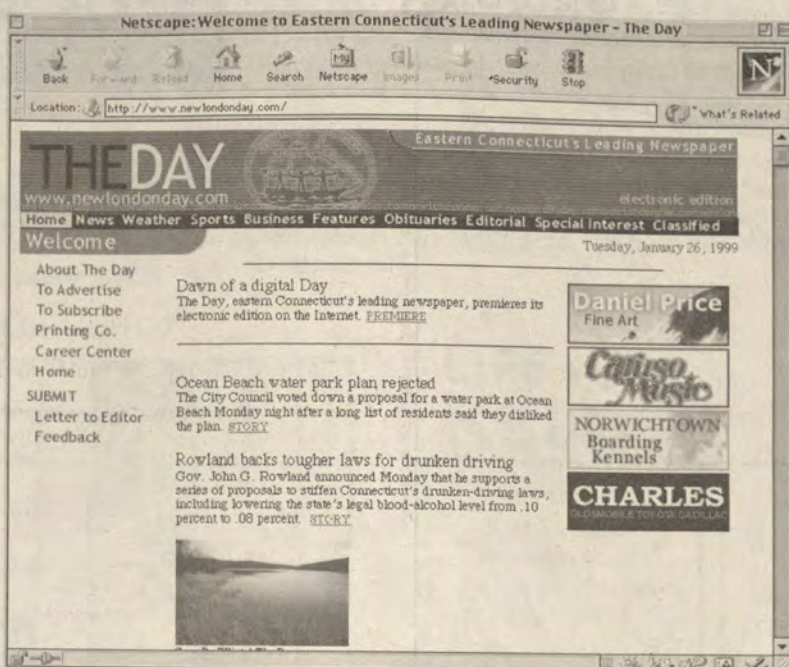 Netscape: Welcome to Eastern Connecticut's Leading Newspaper - The Day
Back Forward Reload Home Search Netscape Images Print Security Stop
My
N
Location: http://www.newlondonday.com/
What's Related
Eastern Connecticut's Leading Newspaper
THE DAY
www.newlondonday.com
electronic edition
Home News Weather Sports Business Features Obituaries Editorial Special Interest Classified
Welcome
Tuesday, January 26, 1999
About The Day
To Advertise
To Subscribe
Printing Co.
Career Center
Home
SUBMIT
Letter to Editor
Feedback
Dawn of a digital Day
The Day, eastern Connecticut's leading newspaper, premieres its
electronic edition on the Internet. PREMIERE
Ocean Beach water park plan rejected
The City Council voted down a proposal for a water park at Ocean
Beach Monday night after a long list of residents said they disliked
the plan. STORY
Rowland backs tougher laws for drunken driving
Gov. John G. Rowland announced Monday that he supports a
series of proposals to stiffen Connecticut's drunken-driving laws,
including lowering the state's legal blood-alcohol level from .10
percent to .08 percent. STORY
Daniel Price
Fine Art
Caruso
Music
NORWICHTOWN
Boarding
Kennels
CHARLES
OLDSMOBILE TOYOTA CADILLAC